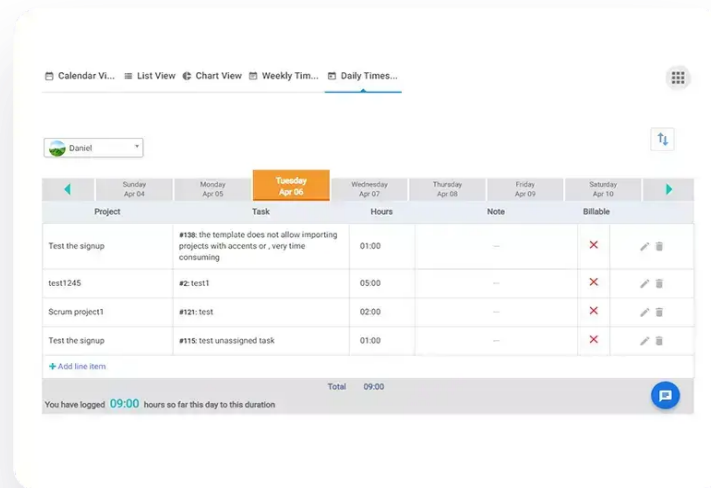 Calendar Vi... List View Chart View Weekly Tim... Daily Times...
Daniel
Sunday Monday Tuesday Wednesday Thursday Friday Saturday
Apr 04 Apr 05 Apr 06 Apr 07 Apr 08 Apr 09 Apr 10
Project Task Hours Note Billable
#138: the template does not allow importing
Test the signup projects with accents or , very time 01:00 —
consuming
test1245 #2: test1 05:00 —
Scrum project1 #121: test 02:00 —
Test the signup #115: test unassigned task 01:00 —
Add line item
Total 09:00
You have logged 09:00 hours so far this day to this duration